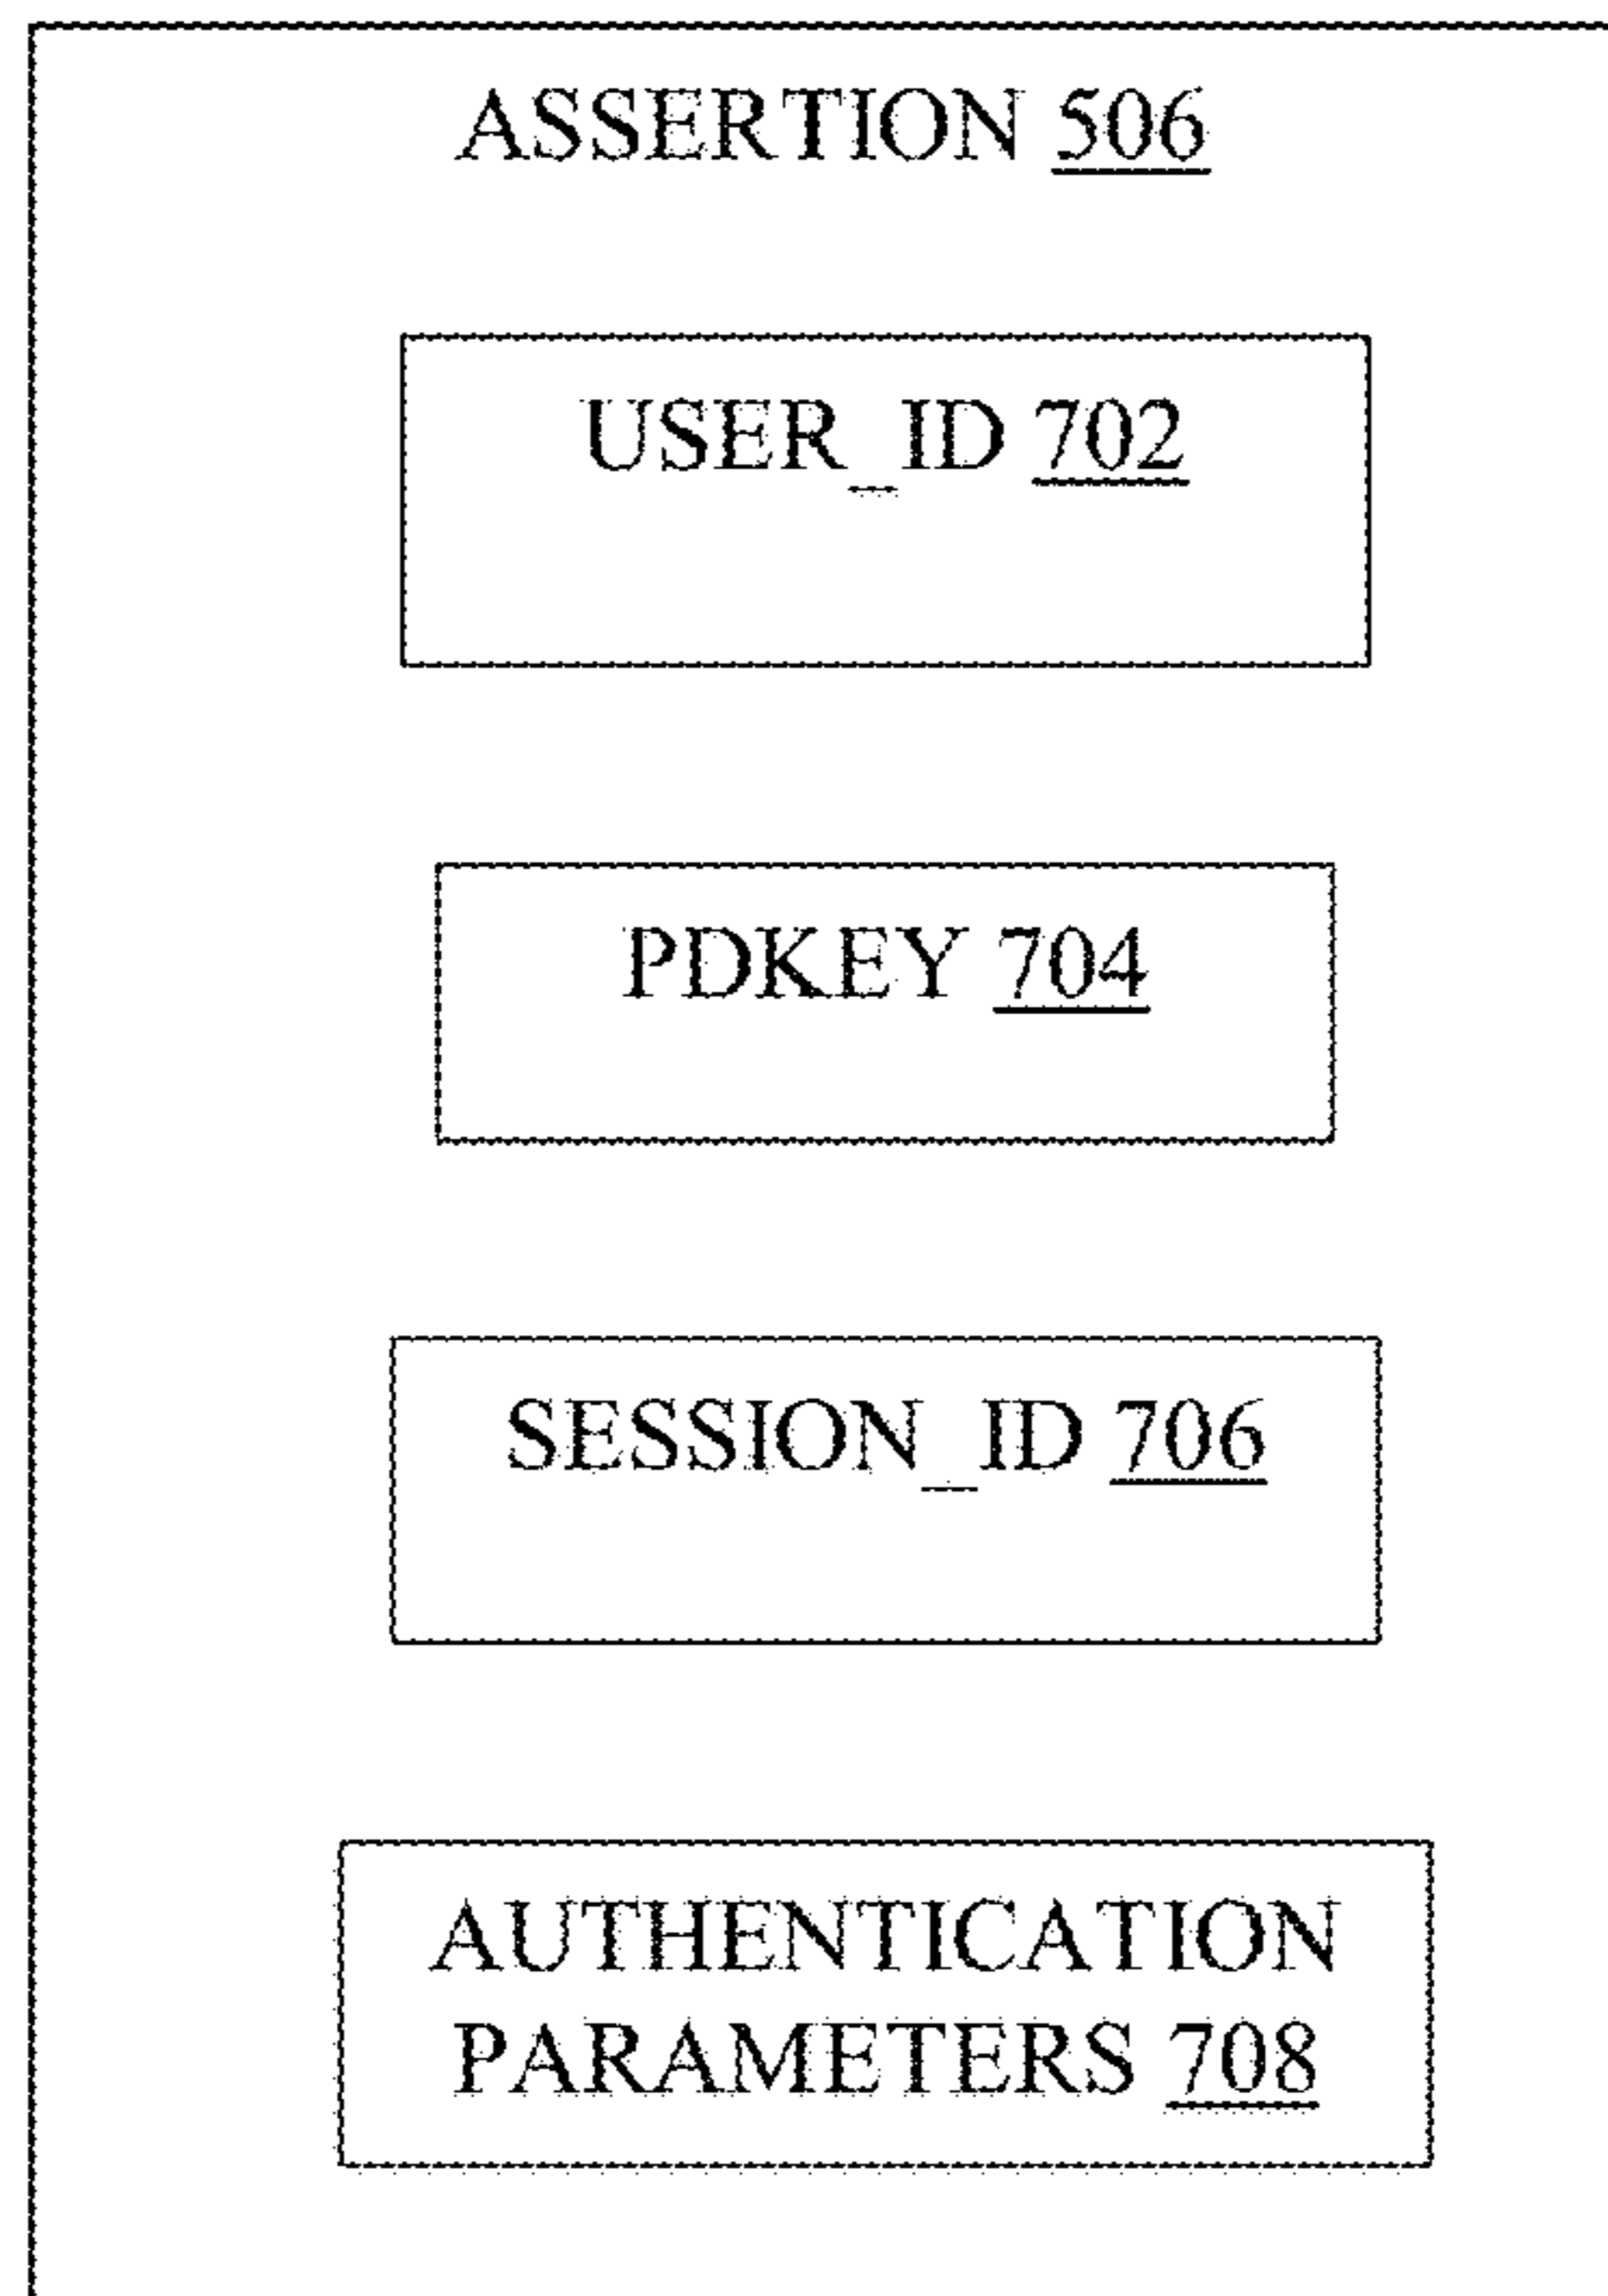 ASSERTION 506
USER_ID 702
PDKEY 704
SESSION_ID 706
AUTHENTICATION
PARAMETERS 708